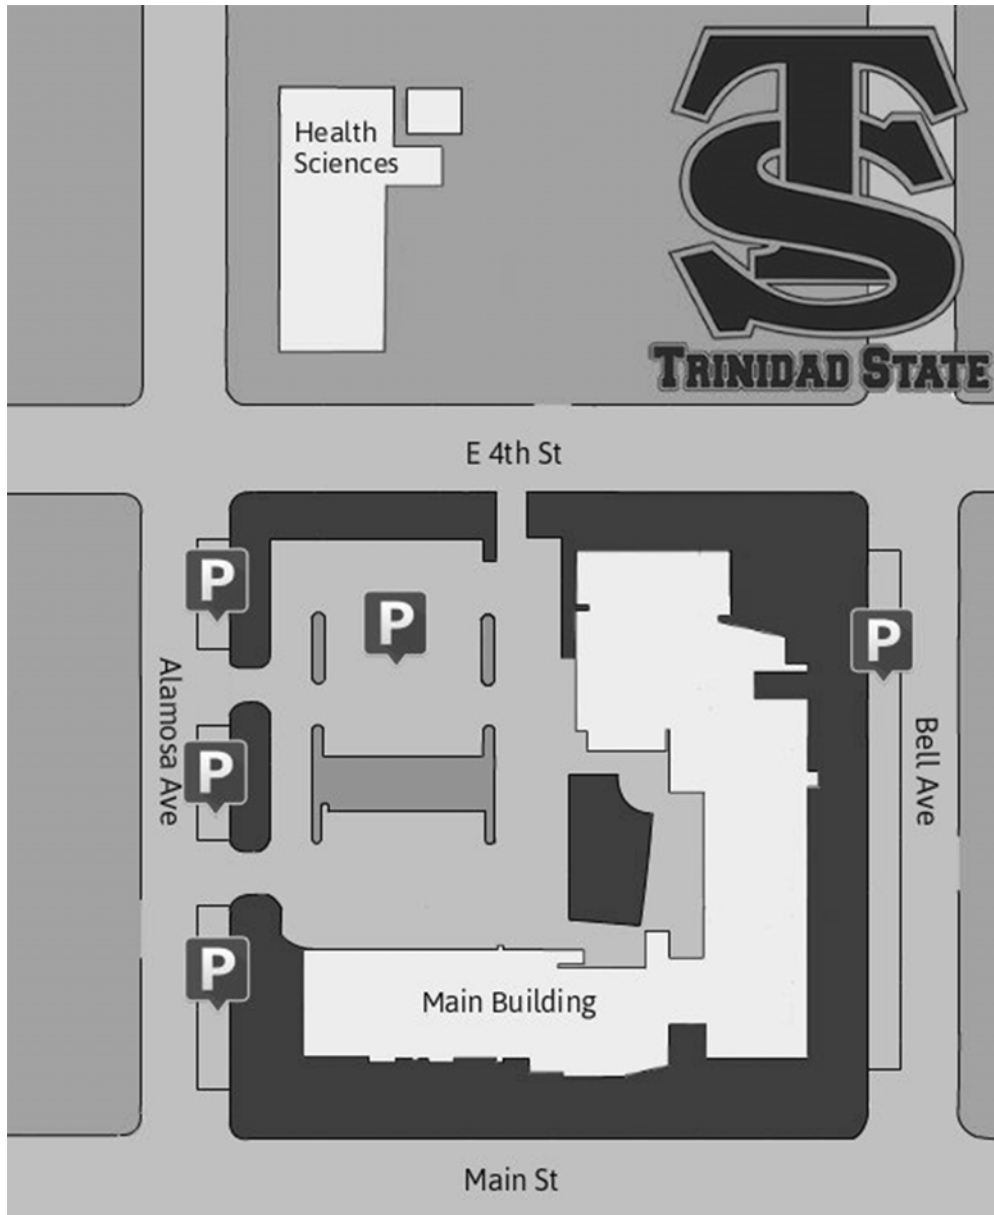 Health
Sciences
TS
TRINIDAD STATE
E 4th St
P
P
P
Alamosa Ave
P
Bell Ave
P
Main Building
Main St